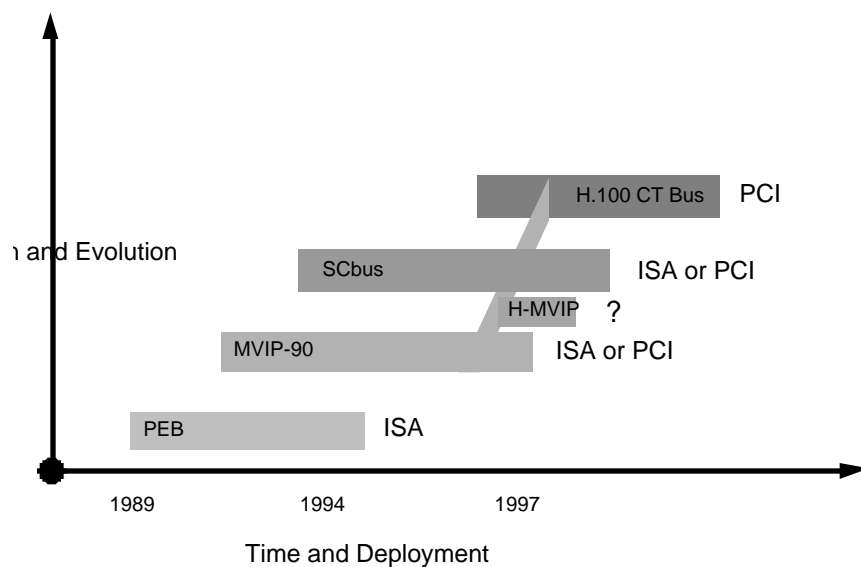 H.100 CT Bus PCI
and Evolution
SCbus ISA or PCI
H-MVIP ?
MVIP-90 ISA or PCI
PEB ISA
1989 1994 1997
Time and Deployment